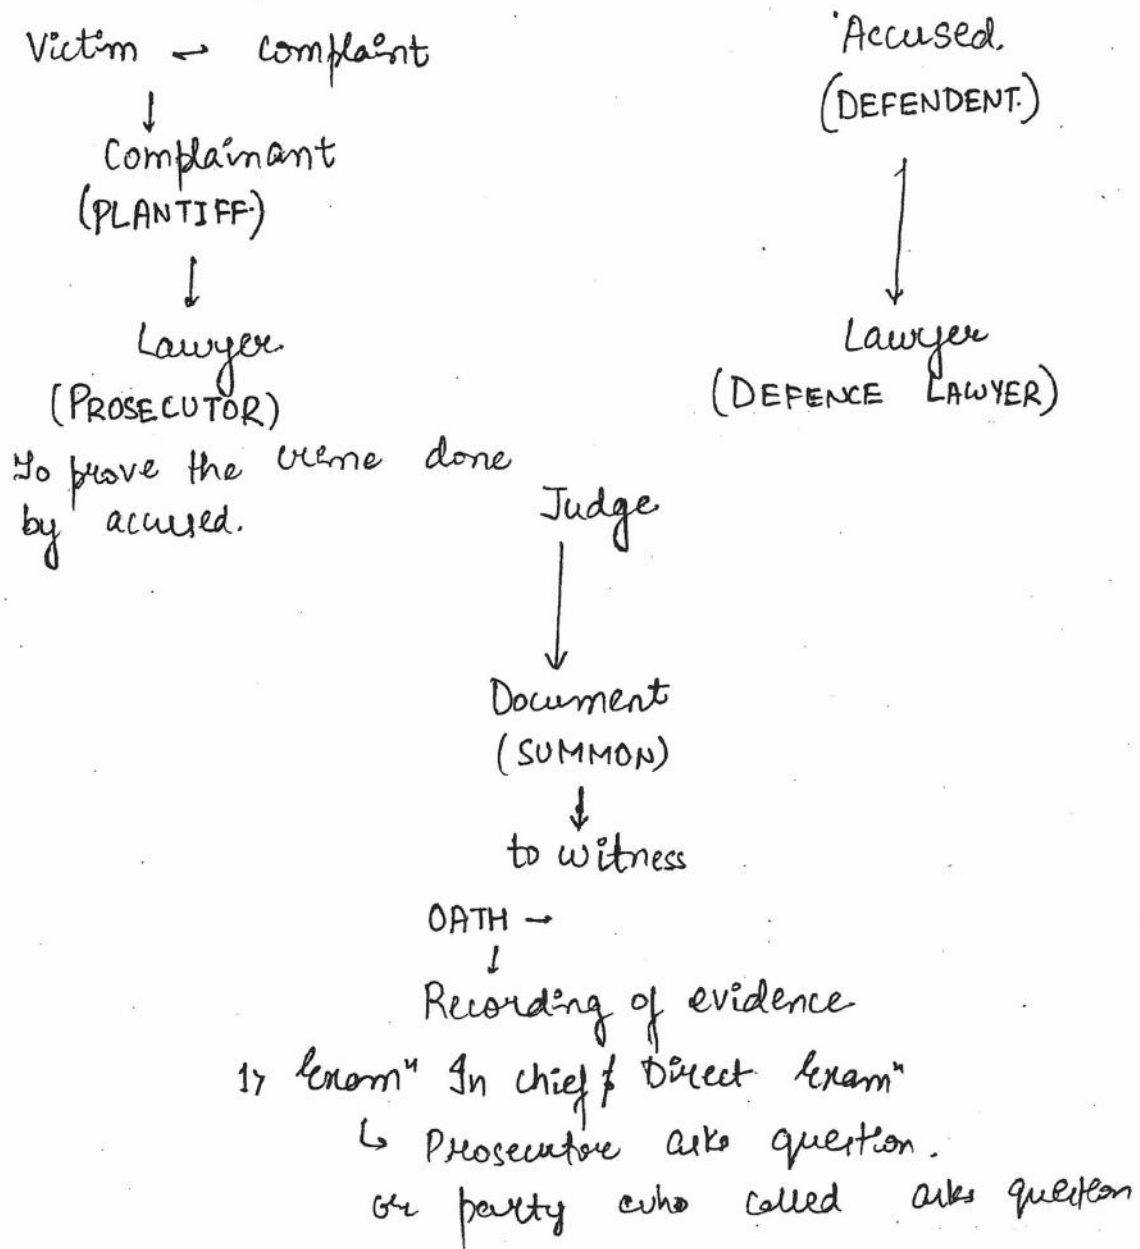 Victim → complaint
↓
Complainant
(PLANTIFF.)
↓
Lawyer
(PROSECUTOR)
To prove the crime done
by accused.
Accused.
(DEFENDENT.)
↓
Lawyer
(DEFENCE LAWYER)
Judge
↓
Document
(SUMMON)
↓
to witness
OATH →
↓
Recording of evidence
1> Examⁿ In chief / Direct Examⁿ
↳ Prosecutor asks question.
or party who called asks question